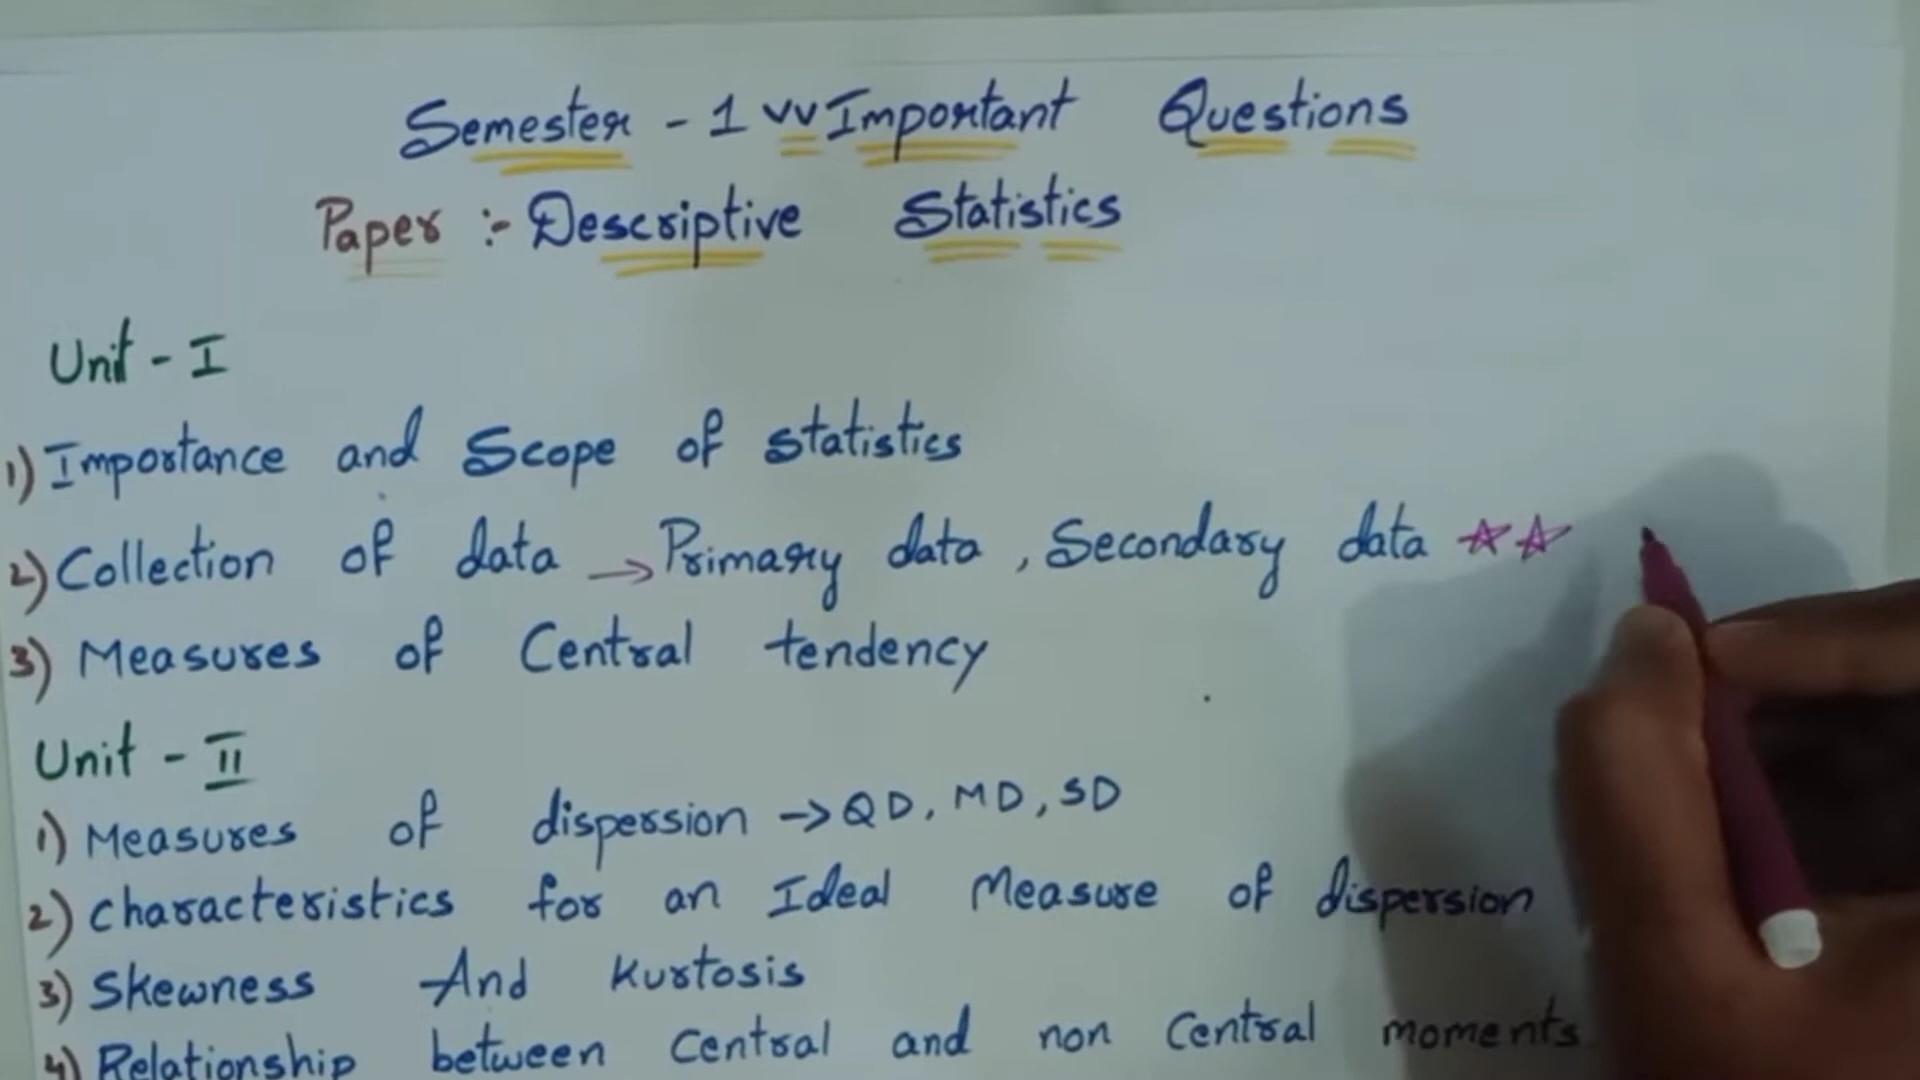 Semester - 1 vv Important Questions
Paper :- Descriptive Statistics
Unit - I
1) Importance and Scope of statistics
2) Collection of data → Primary data , Secondary data ☆☆
3) Measures of Central tendency
Unit - II
1) Measures of dispersion → QD, MD, SD
2) characteristics for an Ideal Measure of dispersion
3) Skewness And kurtosis
4) Relationship between central and non Central moments